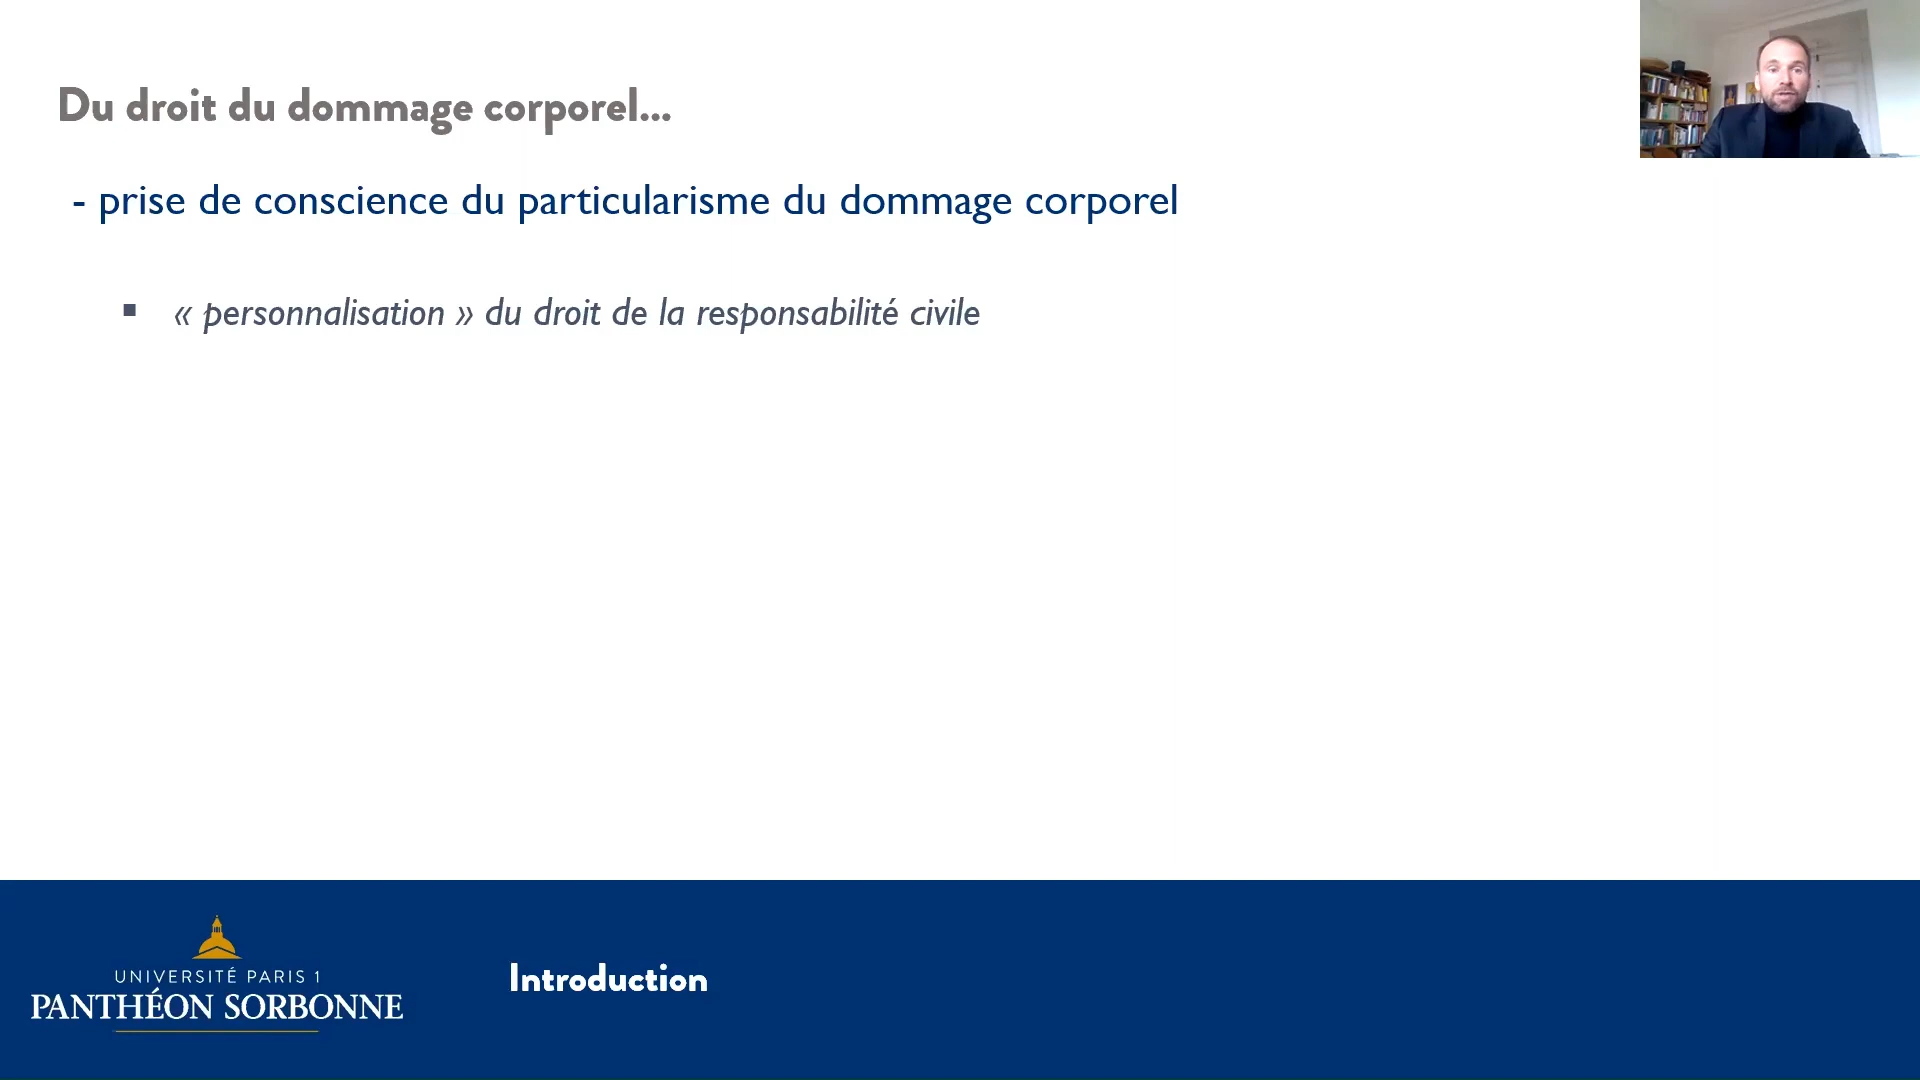 Du droit du dommage corporel...
- prise de conscience du particularisme du dommage corporel
▪ « personnalisation » du droit de la responsabilité civile
UNIVERSITÉ PARIS 1
PANTHÉON SORBONNE
Introduction